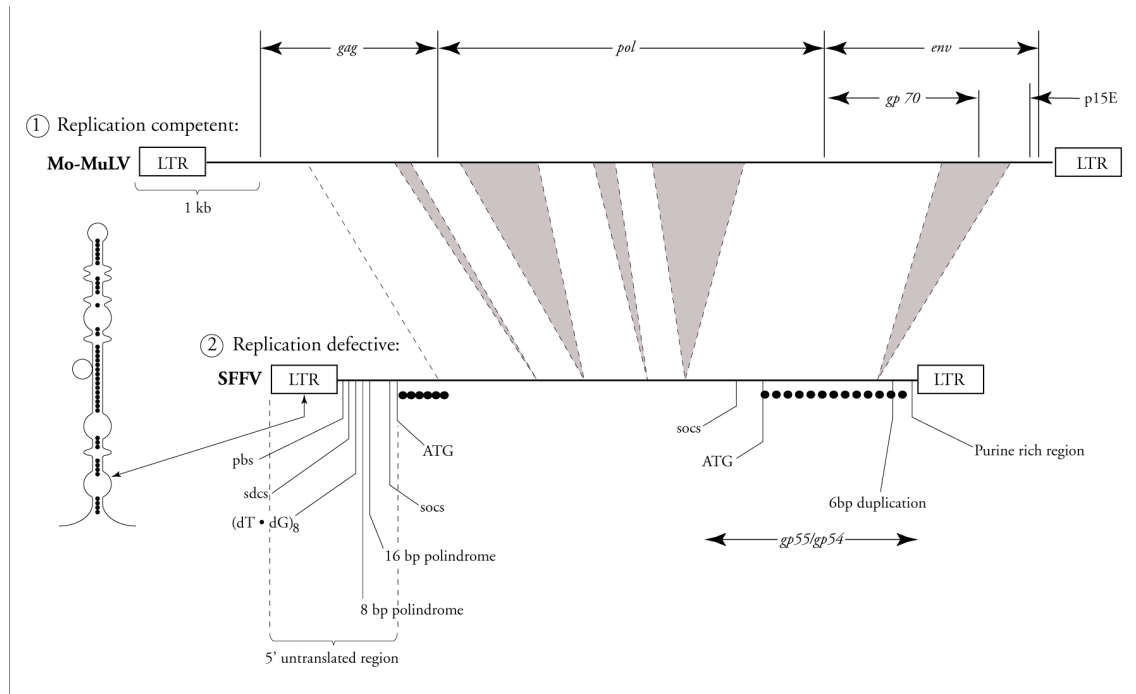 gag
pol
env
gp 70
p15E
1 Replication competent:
Mo-MuLV
LTR
LTR
1 kb
2 Replication defective:
SFFV
LTR
LTR
pbs
sdcs
(dT • dG)8
ATG
socs
16 bp polindrome
8 bp polindrome
5’ untranslated region
socs
ATG
Purine rich region
6bp duplication
gp55/gp54